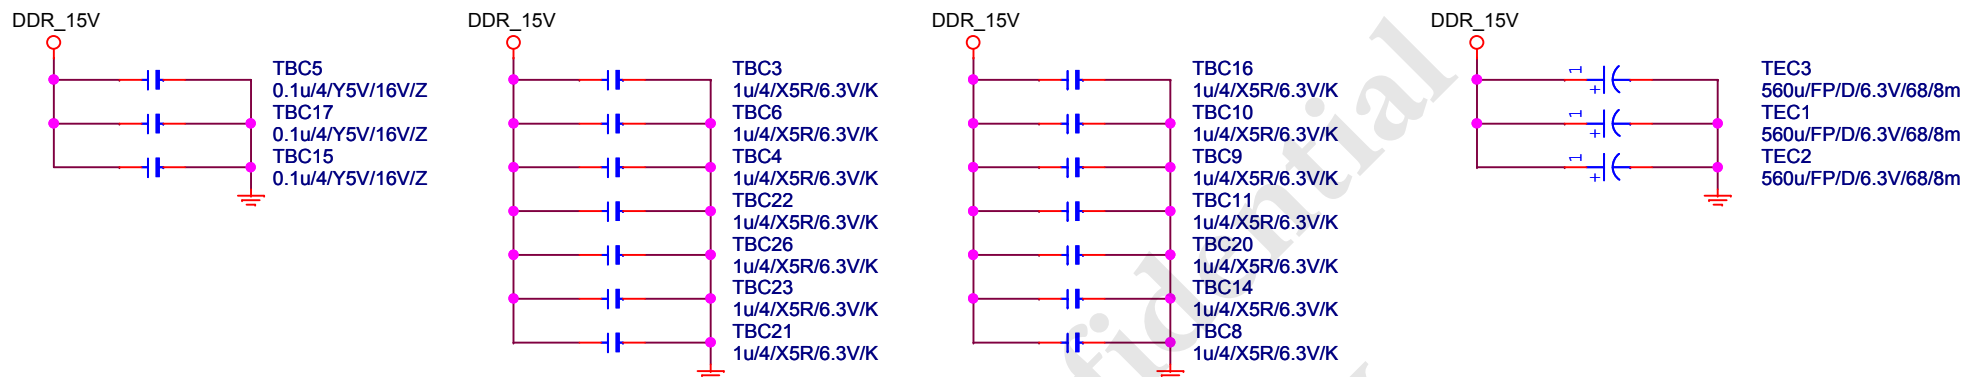 DDR_15V
TBC5
0.1u/4/Y5V/16V/Z
TBC17
0.1u/4/Y5V/16V/Z
TBC15
0.1u/4/Y5V/16V/Z
DDR_15V
TBC3
1u/4/X5R/6.3V/K
TBC6
1u/4/X5R/6.3V/K
TBC4
1u/4/X5R/6.3V/K
TBC22
1u/4/X5R/6.3V/K
TBC26
1u/4/X5R/6.3V/K
TBC23
1u/4/X5R/6.3V/K
TBC21
1u/4/X5R/6.3V/K
DDR_15V
TBC16
1u/4/X5R/6.3V/K
TBC10
1u/4/X5R/6.3V/K
TBC9
1u/4/X5R/6.3V/K
TBC11
1u/4/X5R/6.3V/K
TBC20
1u/4/X5R/6.3V/K
TBC14
1u/4/X5R/6.3V/K
TBC8
1u/4/X5R/6.3V/K
DDR_15V
1
+
TEC3
560u/FP/D/6.3V/68/8m
1
+
TEC1
560u/FP/D/6.3V/68/8m
1
+
TEC2
560u/FP/D/6.3V/68/8m
fidential